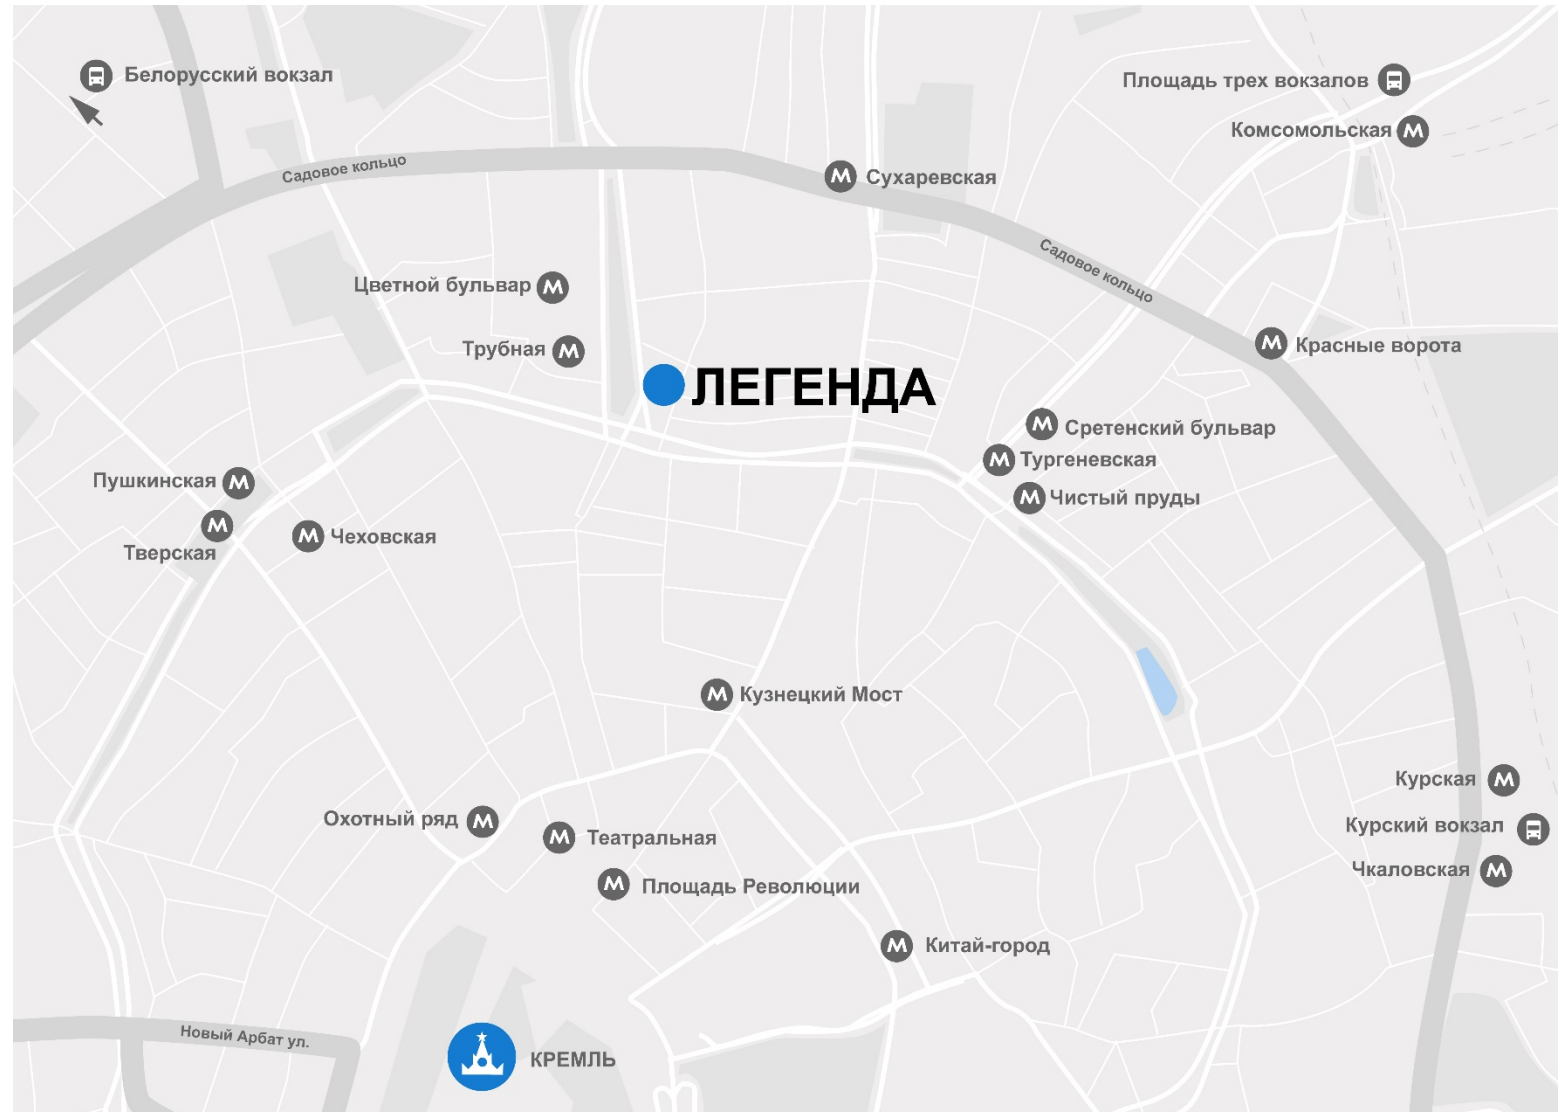 Белорусский вокзал
Площадь трех вокзалов
Комсомольская
Садовое кольцо
Сухаревская
Садовое кольцо
Цветной бульвар
Трубная
Красные ворота
ЛЕГЕНДА
Сретенский бульвар
Тургеневская
Чистый пруды
Пушкинская
Тверская
Чеховская
Кузнецкий Мост
Курская
Охотный ряд
Курский вокзал
Театральная
Чкаловская
Площадь Революции
Китай-город
Новый Арбат ул.
КРЕМЛЬ